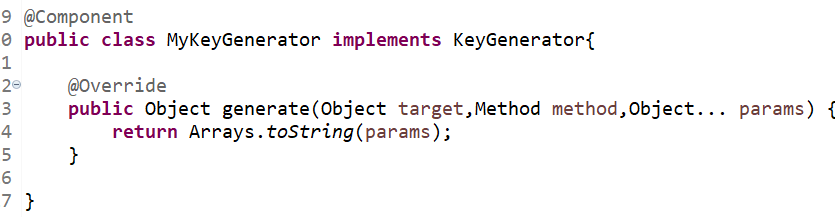 9 @Component
0 public class MyKeyGenerator implements KeyGenerator{
1
2 @Override
3 public Object generate(Object target,Method method,Object... params) {
4 return Arrays.toString(params);
5 }
6
7 }